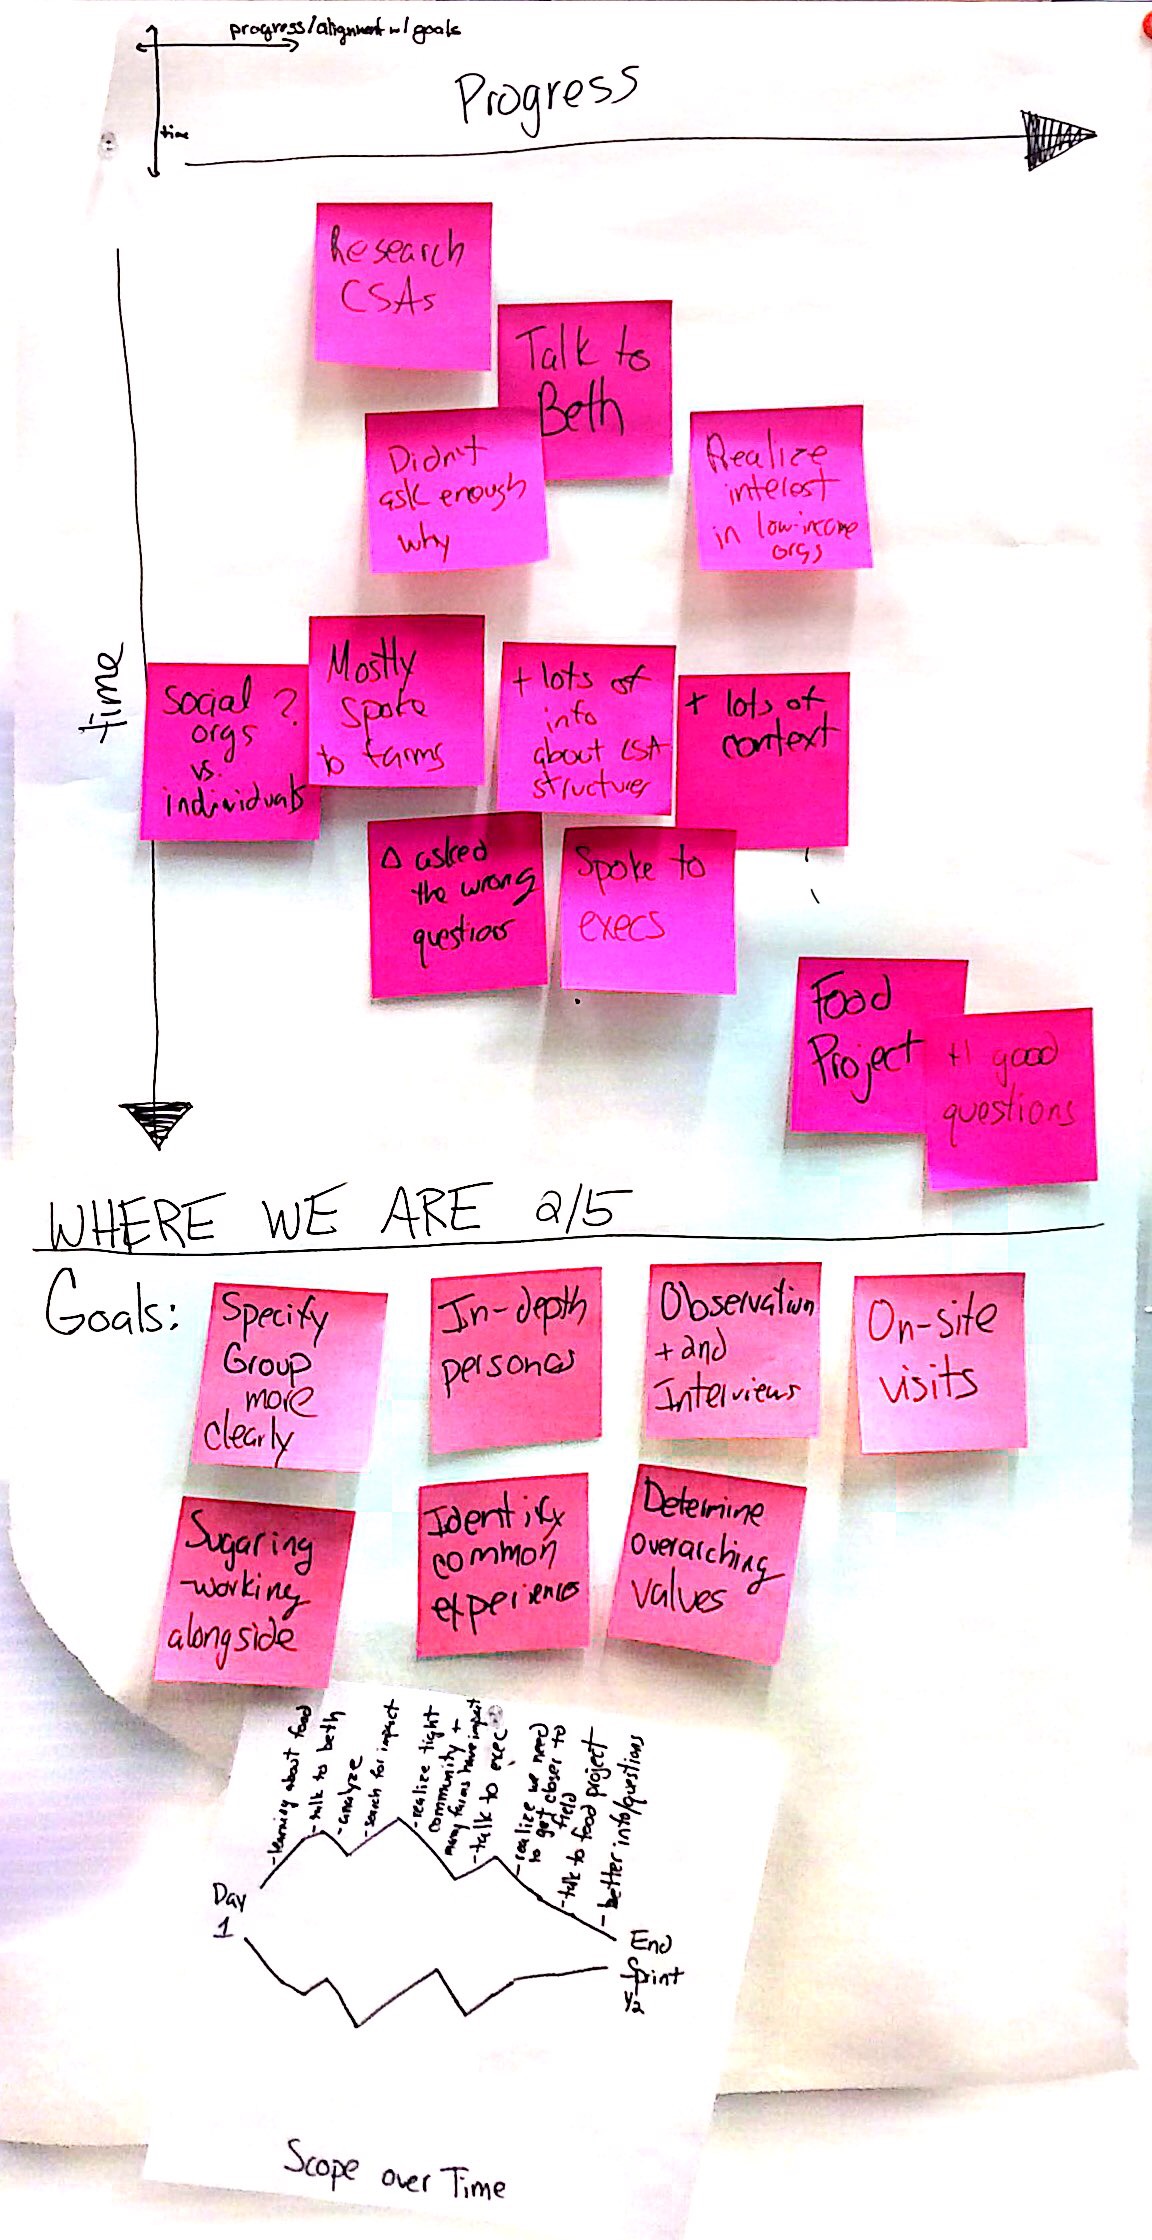 progress/alignment w/ goals
time
Progress
time
Research
CSAs
Talk to
Beth
Didn't
ask enough
why
Realize
interest
in low-income
orgs
Social ?
orgs
vs.
individuals
Mostly
spoke
to farms
+ lots of
info
about CSA
structures
+ lots of
context
Δ asked
the wrong
questions
Spoke to
execs
Food
Project
+1 good
questions
WHERE WE ARE 2/5
Goals:
Specify
Group
more
clearly
In-depth
personas
Observation
+ and
Interviews
On-site
visits
Sugaring
-working
alongside
Identify
common
experiences
Determine
overarching
values
- learning about food
- talk to beth
- analyze
- search for impact
- realize tight
community +
many farms have impact
- talk to exec
- realize we need
to get closer to
field
- talk to food project
- better info/questions
Day
1
End
Sprint
1/2
Scope over Time